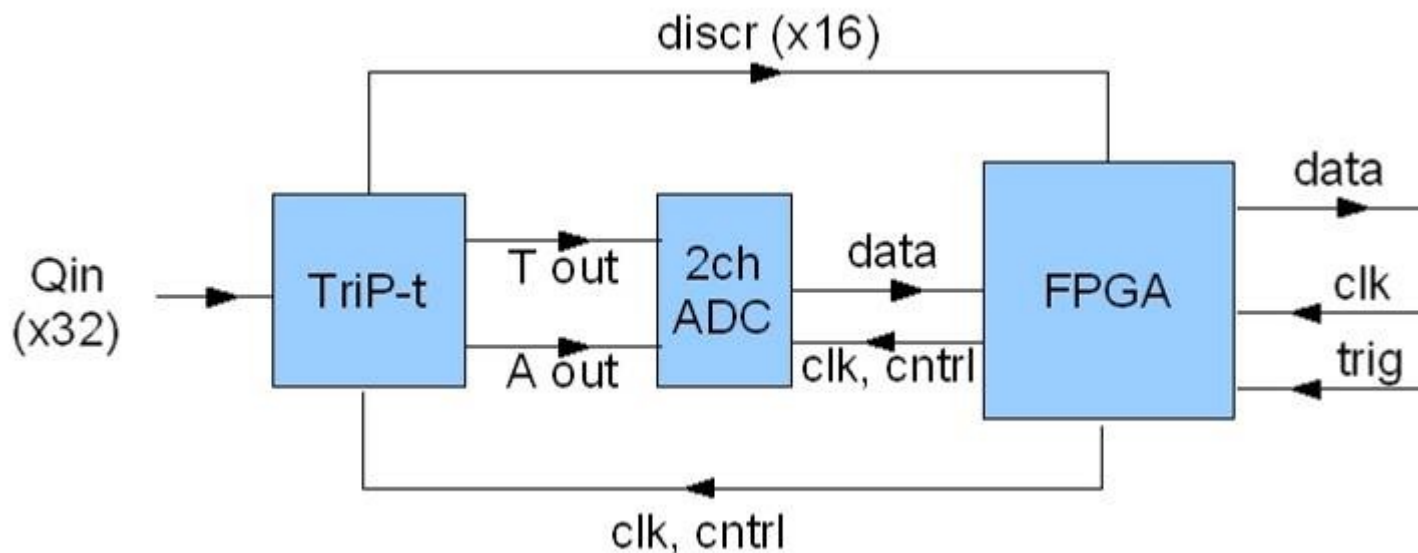 discr (x16)
Qin
(x32)
TriP-t
T out
A out
2ch
ADC
data
clk, cntrl
FPGA
data
clk
trig
clk, cntrl